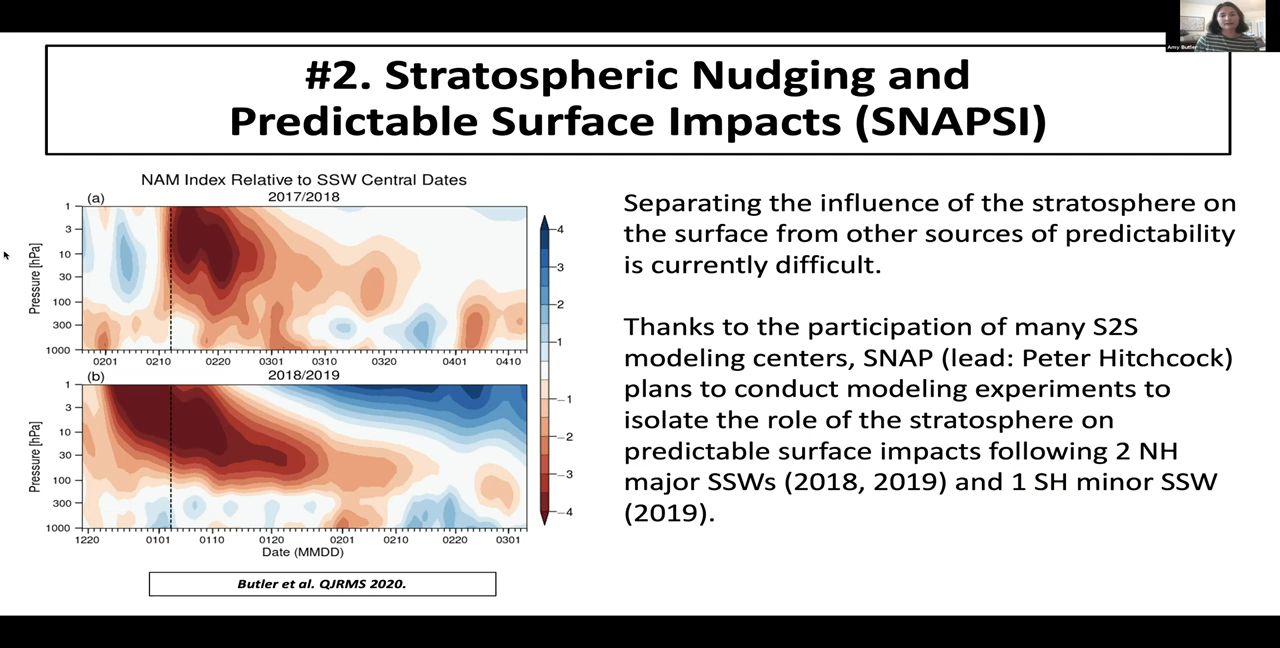 Amy Butler
#2. Stratospheric Nudging and
Predictable Surface Impacts (SNAPSI)
NAM Index Relative to SSW Central Dates
2017/2018
(a)
Pressure [hPa]
1
3
10
30
100
300
1000
0201 0210 0220 0301 0310 0320 0401 0410
2018/2019
(b)
Pressure [hPa]
1
3
10
30
100
300
1000
1220 0101 0110 0120 0201 0210 0220 0301
Date (MMDD)
4
3
2
1
−1
−2
−3
−4
Butler et al. QJRMS 2020.
Separating the influence of the stratosphere on
the surface from other sources of predictability
is currently difficult.
Thanks to the participation of many S2S
modeling centers, SNAP (lead: Peter Hitchcock)
plans to conduct modeling experiments to
isolate the role of the stratosphere on
predictable surface impacts following 2 NH
major SSWs (2018, 2019) and 1 SH minor SSW
(2019).